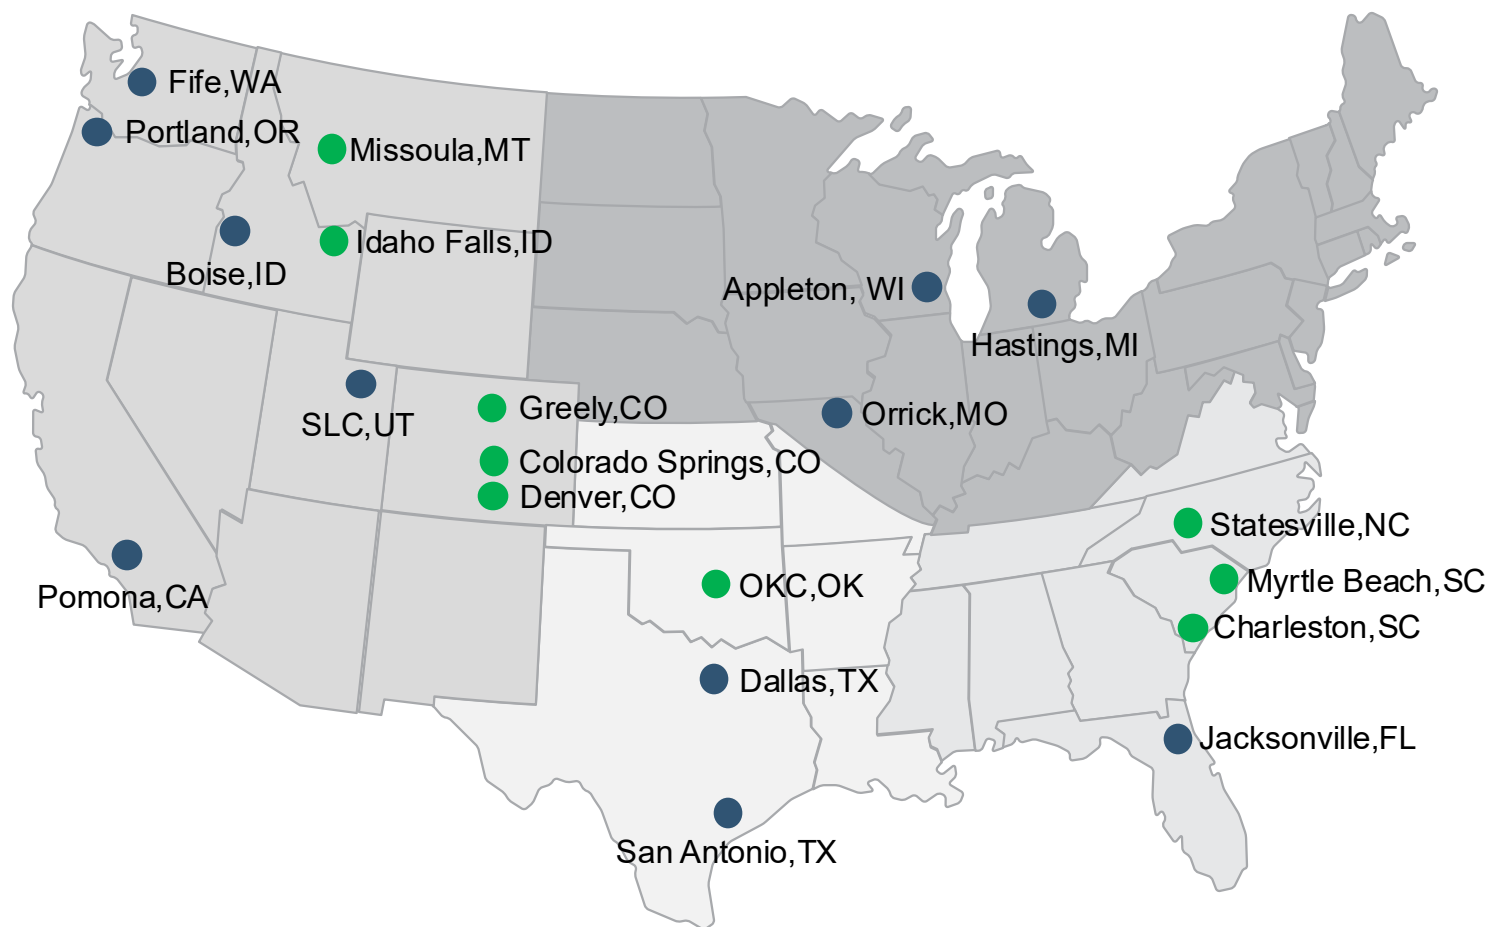 Fife,WA
Portland,OR
Missoula,MT
Idaho Falls,ID
Boise,ID
Appleton, WI
Hastings,MI
SLC,UT
Greely,CO
Orrick,MO
Colorado Springs,CO
Denver,CO
Statesville,NC
Pomona,CA
OKC,OK
Myrtle Beach,SC
Charleston,SC
Dallas,TX
Jacksonville,FL
San Antonio,TX